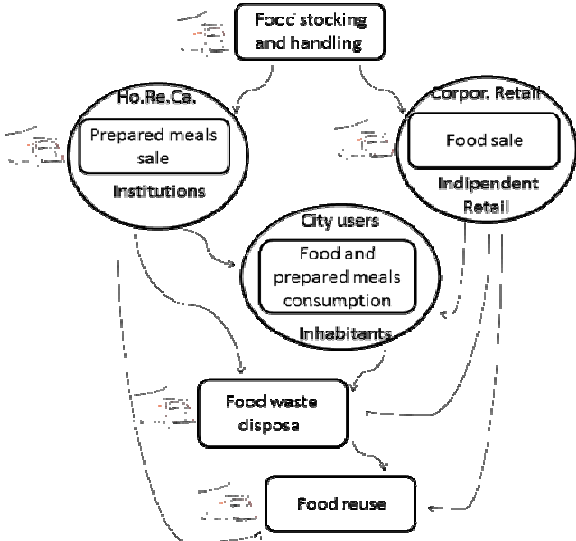 Food stocking
and handling
Ho.Re.Ca.
Prepared meals
sale
Institutions
Corpor. Retail
Food sale
Indipendent
Retail
City users
Food and
prepared meals
consumption
Inhabitants
Food waste
disposa
Food reuse